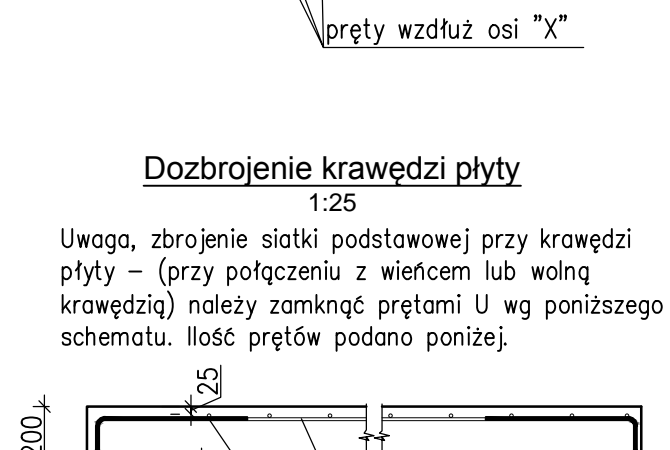 pręty wzdłuż osi "X"
Dozbrojenie krawędzi płyty
1:25
Uwaga, zbrojenie siatki podstawowej przy krawędzi
płyty – (przy połączeniu z wieńcem lub wolną
krawędzią) należy zamknąć prętami U wg poniższego
schematu. Ilość prętów podano poniżej.
25
200